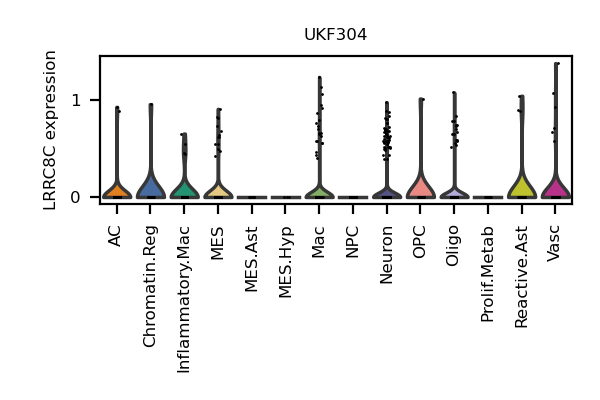 UKF304
LRRC8C expression
1
0
AC
Chromatin.Reg
Inflammatory.Mac
MES
MES.Ast
MES.Hyp
Mac
NPC
Neuron
OPC
Oligo
Prolif.Metab
Reactive.Ast
Vasc